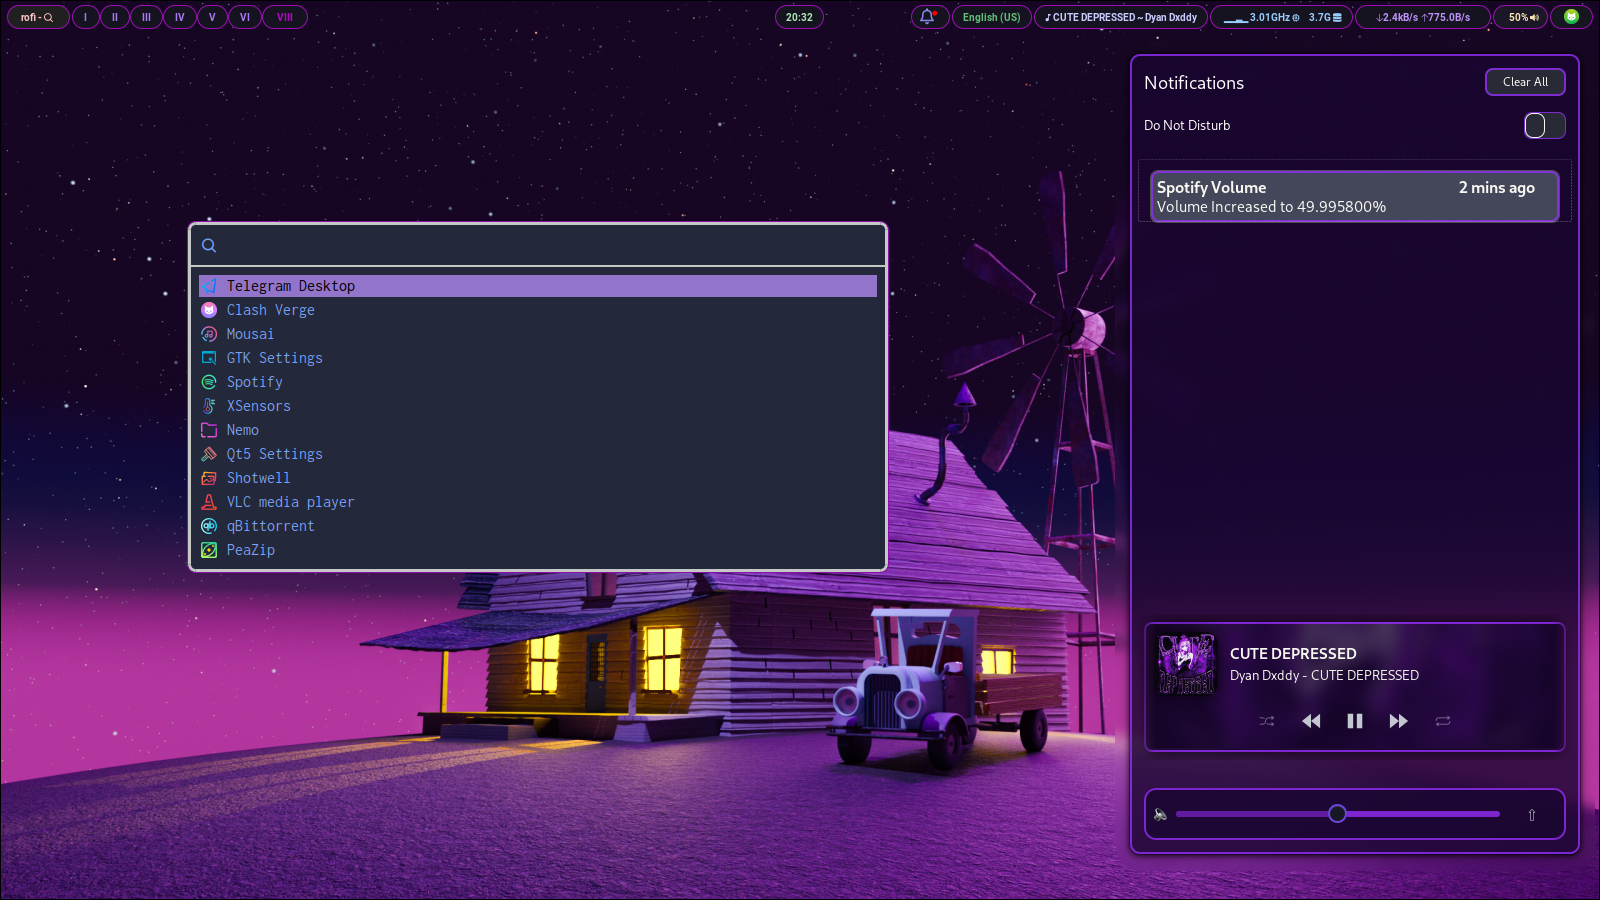 rofi -
I II III IV V VI VIII
20:32
English (US)
♪ CUTE DEPRESSED ~ Dyan Dxddy
▁▁▂▁ 3.01GHz 3.7G
↓2.4kB/s ↑775.0B/s
50%
Notifications
Clear All
Do Not Disturb
Spotify Volume
2 mins ago
Volume Increased to 49.995800%
Telegram Desktop
Clash Verge
Mousai
GTK Settings
Spotify
XSensors
Nemo
Qt5 Settings
Shotwell
VLC media player
qBittorrent
PeaZip
CUTE DEPRESSED
Dyan Dxddy - CUTE DEPRESSED